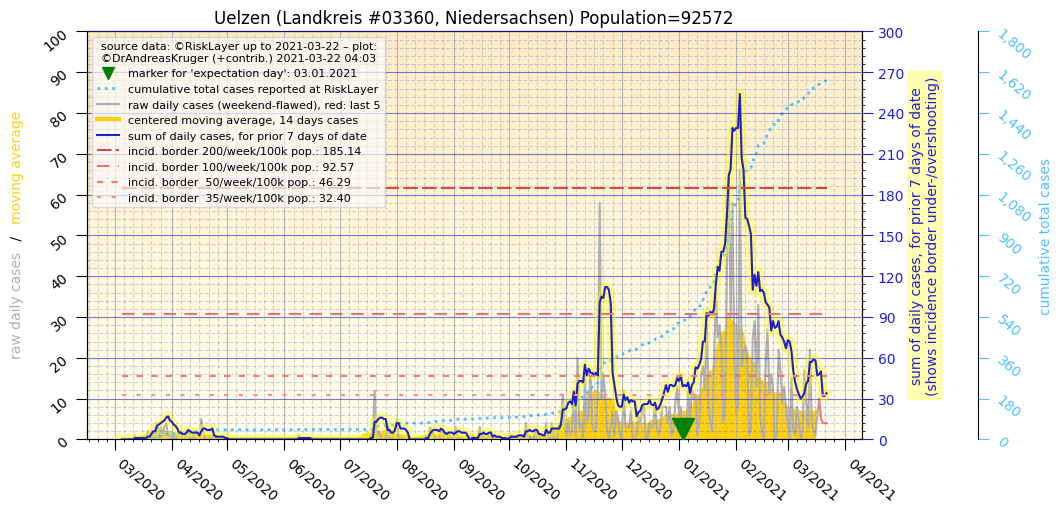 Uelzen (Landkreis #03360, Niedersachsen) Population=92572
source data: ©RiskLayer up to 2021-03-22 – plot:
©DrAndreasKruger (+contrib.) 2021-03-22 04:03
marker for 'expectation day': 03.01.2021
cumulative total cases reported at RiskLayer
raw daily cases (weekend-flawed), red: last 5
centered moving average, 14 days cases
sum of daily cases, for prior 7 days of date
incid. border 200/week/100k pop.: 185.14
incid. border 100/week/100k pop.: 92.57
incid. border  50/week/100k pop.: 46.29
incid. border  35/week/100k pop.: 32.40
raw daily cases / moving average
100
90
80
70
60
50
40
30
20
10
0
03/2020
04/2020
05/2020
06/2020
07/2020
08/2020
09/2020
10/2020
11/2020
12/2020
01/2021
02/2021
03/2021
04/2021
300
270
240
210
180
150
120
90
60
30
0
sum of daily cases, for prior 7 days of date
(shows incidence border under-/overshooting)
1,800
1,620
1,440
1,260
1,080
900
720
540
360
180
0
cumulative total cases